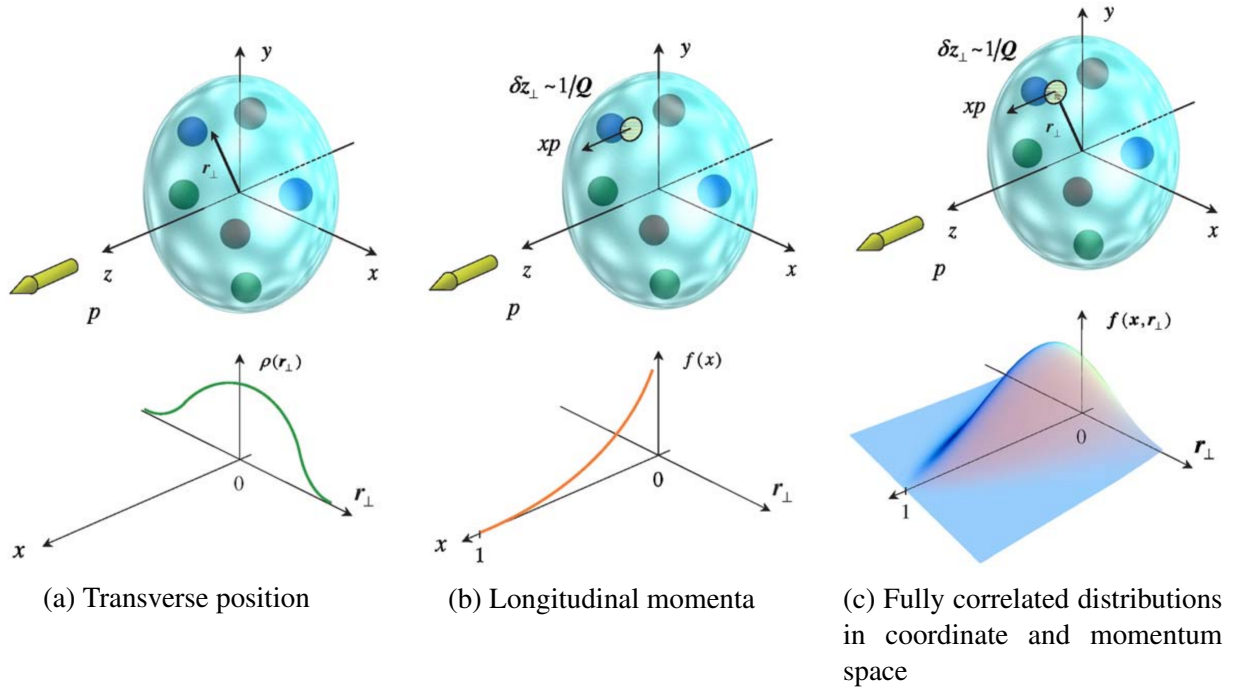 y
r⊥
z
x
p
ρ(r⊥)
0
r⊥
x
(a) Transverse position
y
δz⊥ ~ 1/Q
xp
z
x
p
f(x)
0
r⊥
x
1
(b) Longitudinal momenta
y
δz⊥ ~ 1/Q
xp
r⊥
z
x
p
f(x,r⊥)
0
r⊥
1
(c) Fully correlated distributions
in coordinate and momentum
space